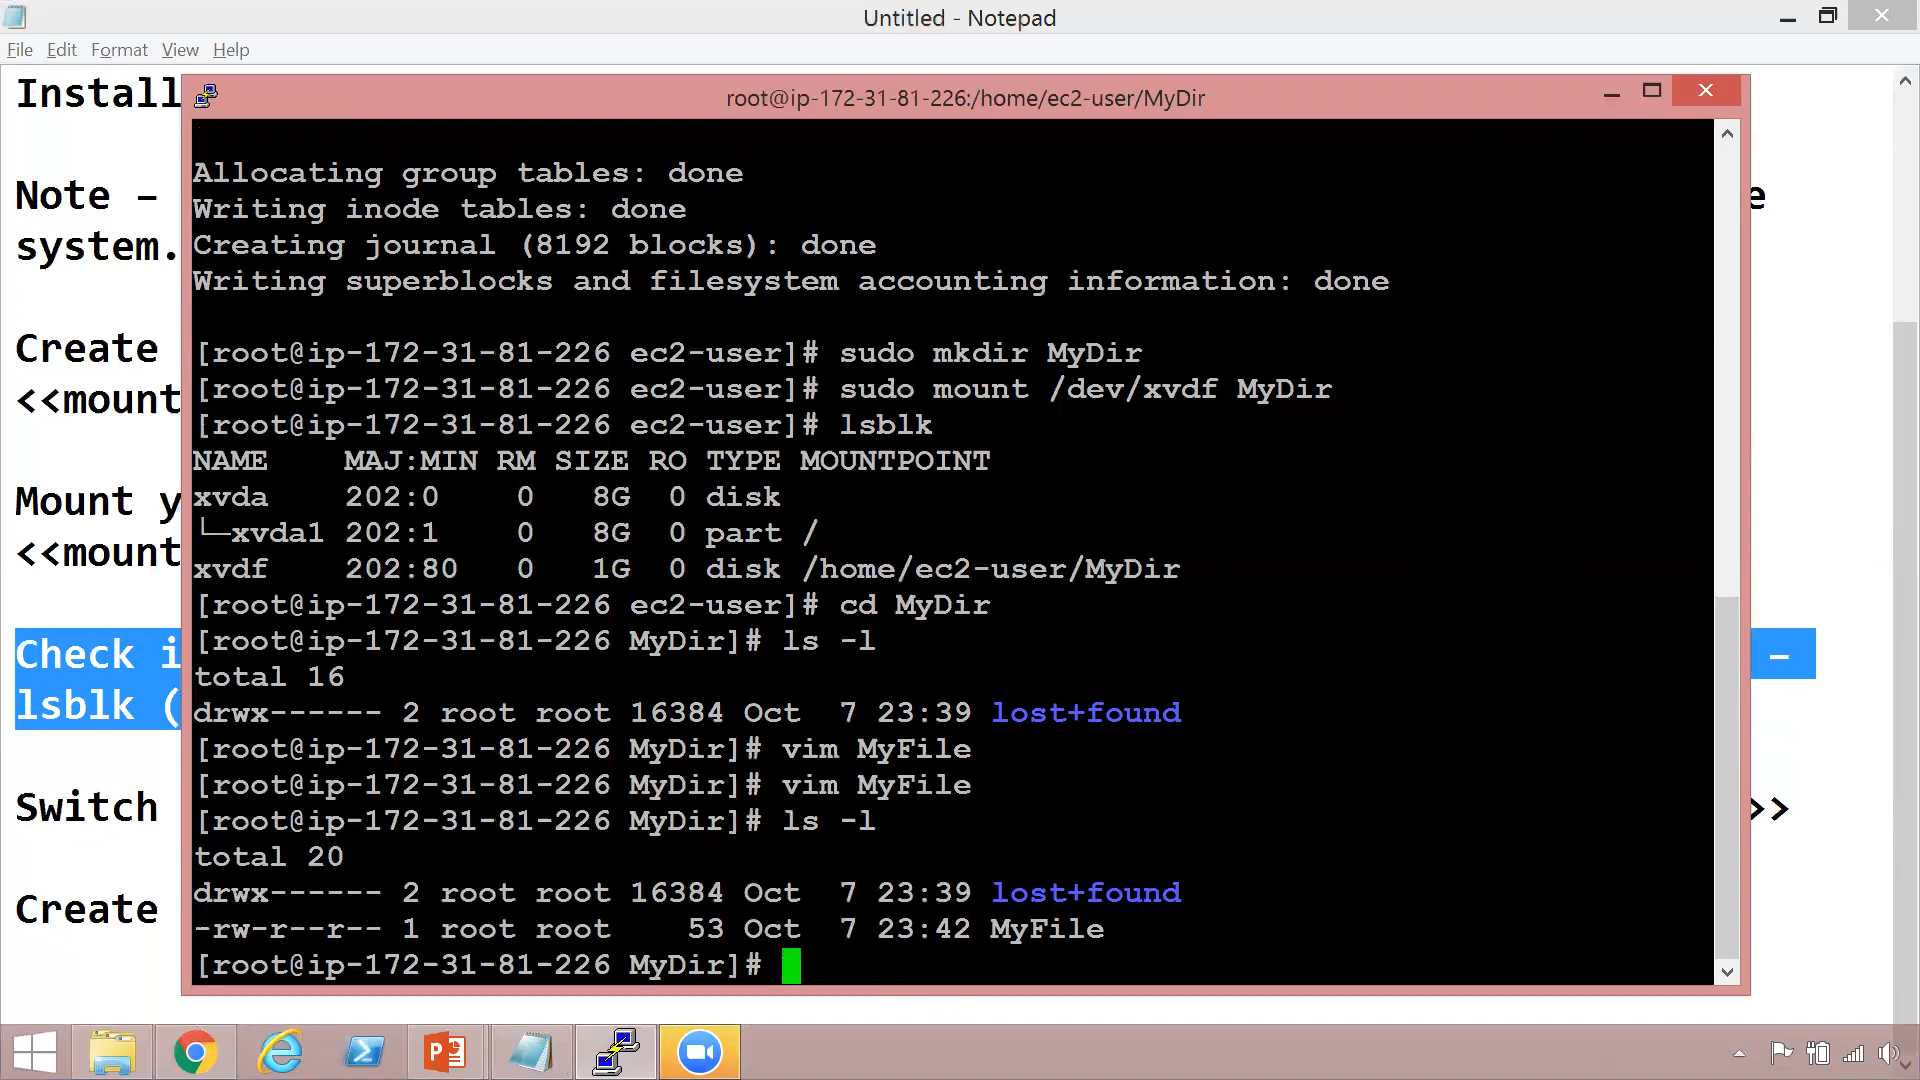 Untitled - Notepad
File Edit Format View Help
Install
Note –
e
system.
Create
<<mount
Mount y
<<mount
Check i
–
lsblk (
Switch
>>
Create
root@ip-172-31-81-226:/home/ec2-user/MyDir
Allocating group tables: done
Writing inode tables: done
Creating journal (8192 blocks): done
Writing superblocks and filesystem accounting information: done
[root@ip-172-31-81-226 ec2-user]# sudo mkdir MyDir
[root@ip-172-31-81-226 ec2-user]# sudo mount /dev/xvdf MyDir
[root@ip-172-31-81-226 ec2-user]# lsblk
NAME    MAJ:MIN RM SIZE RO TYPE MOUNTPOINT
xvda    202:0    0   8G  0 disk
└─xvda1 202:1    0   8G  0 part /
xvdf    202:80   0   1G  0 disk /home/ec2-user/MyDir
[root@ip-172-31-81-226 ec2-user]# cd MyDir
[root@ip-172-31-81-226 MyDir]# ls -l
total 16
drwx------ 2 root root 16384 Oct  7 23:39 lost+found
[root@ip-172-31-81-226 MyDir]# vim MyFile
[root@ip-172-31-81-226 MyDir]# vim MyFile
[root@ip-172-31-81-226 MyDir]# ls -l
total 20
drwx------ 2 root root 16384 Oct  7 23:39 lost+found
-rw-r--r-- 1 root root    53 Oct  7 23:42 MyFile
[root@ip-172-31-81-226 MyDir]#